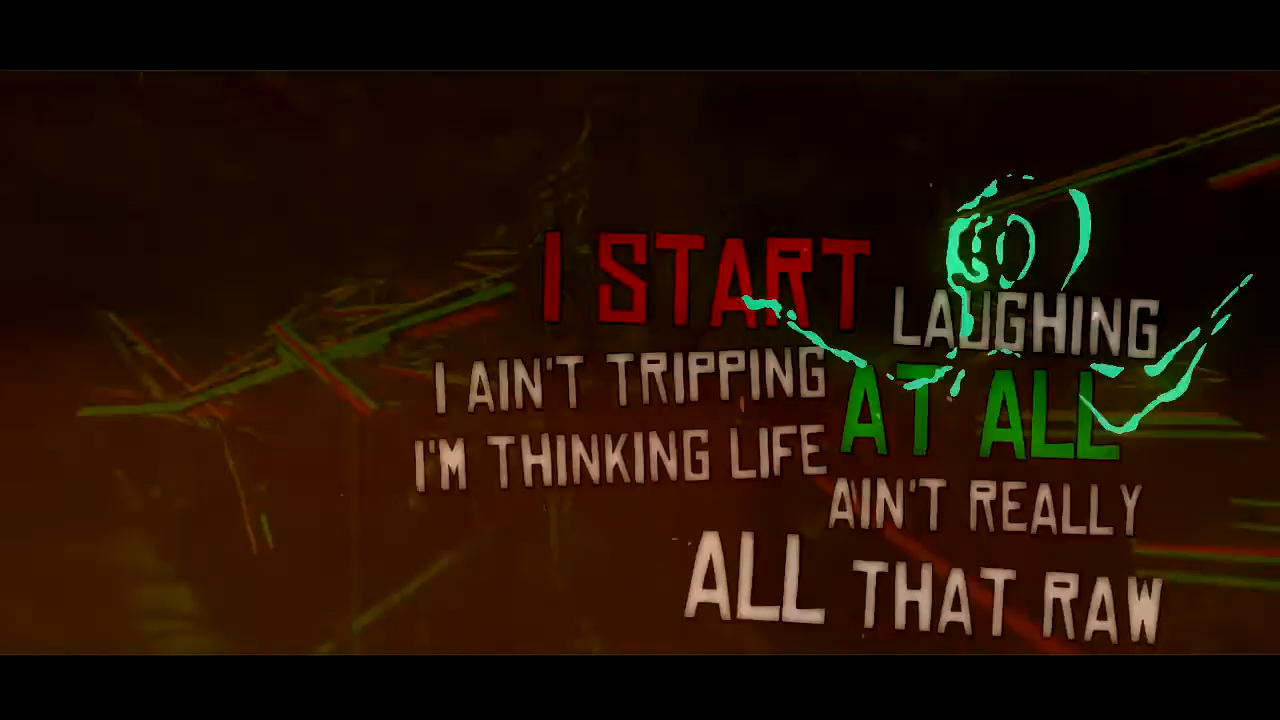 I START LAUGHING
I AIN'T TRIPPING AT ALL
I'M THINKING LIFE AIN'T REALLY
ALL THAT RAW